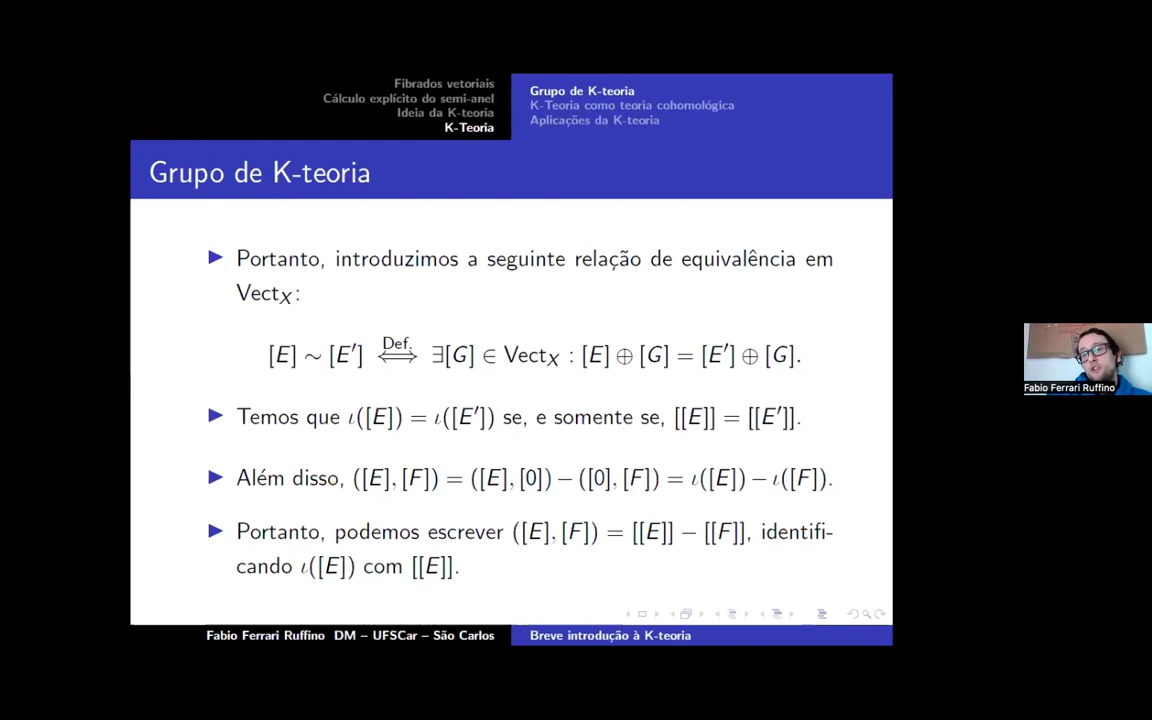 Fibrados vetoriais
Cálculo explícito do semi-anel
Ideia da K-teoria
K-Teoria
Grupo de K-teoria
K-Teoria como teoria cohomológica
Aplicações da K-teoria
Grupo de K-teoria
Portanto, introduzimos a seguinte relação de equivalência em
Vect_X:
[E] ∼ [E′] ⟺ Def. ∃[G] ∈ Vect_X : [E] ⊕ [G] = [E′] ⊕ [G].
Temos que ι([E]) = ι([E′]) se, e somente se, [[E]] = [[E′]].
Além disso, ([E], [F]) = ([E], [0]) − ([0], [F]) = ι([E]) − ι([F]).
Portanto, podemos escrever ([E], [F]) = [[E]] − [[F]], identifi-
cando ι([E]) com [[E]].
Fabio Ferrari Ruffino DM – UFSCar – São Carlos
Breve introdução à K-teoria
Fabio Ferrari Ruffino